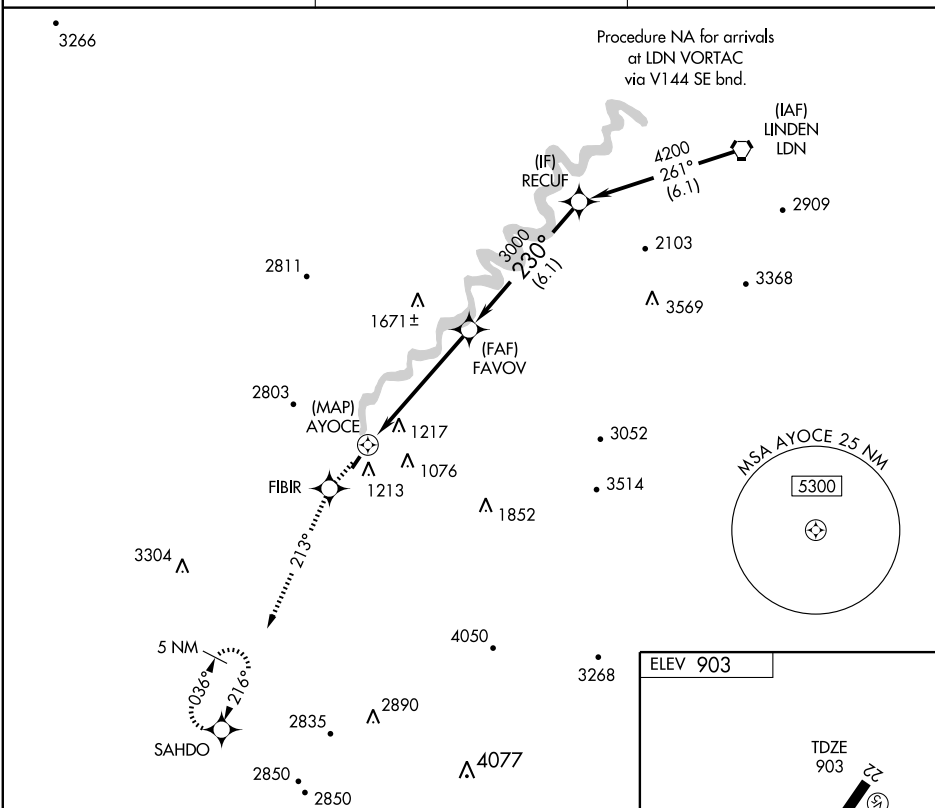 3266
Procedure NA for arrivals
at LDN VORTAC
via V144 SE bnd.
(IAF)
LINDEN
LDN
4200
261°
(6.1)
(IF)
RECUF
2909
2103
3368
3569
3000
230°
(6.1)
2811
1671±
(FAF)
FAVOV
2803
(MAP)
AYOCE
1217
1076
1213
FIBIR
3052
3514
1852
MSA AYOCE 25 NM
5300
213°
3304
5 NM
036°
216°
SAHDO
4050
3268
2890
2835
4077
2850
2850
ELEV 903
TDZE
903
22